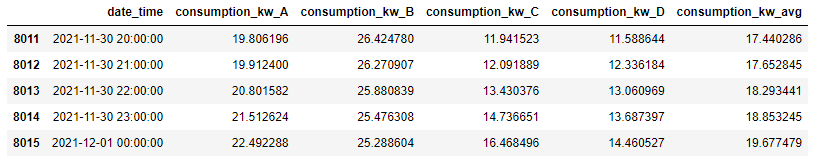 date_time consumption_kw_A consumption_kw_B consumption_kw_C consumption_kw_D consumption_kw_avg
8011 2021-11-30 20:00:00 19.806196 26.424780 11.941523 11.588644 17.440286
8012 2021-11-30 21:00:00 19.912400 26.270907 12.091889 12.336184 17.652845
8013 2021-11-30 22:00:00 20.801582 25.880839 13.430376 13.060969 18.293441
8014 2021-11-30 23:00:00 21.512624 25.476308 14.736651 13.687397 18.853245
8015 2021-12-01 00:00:00 22.492288 25.288604 16.468496 14.460527 19.677479